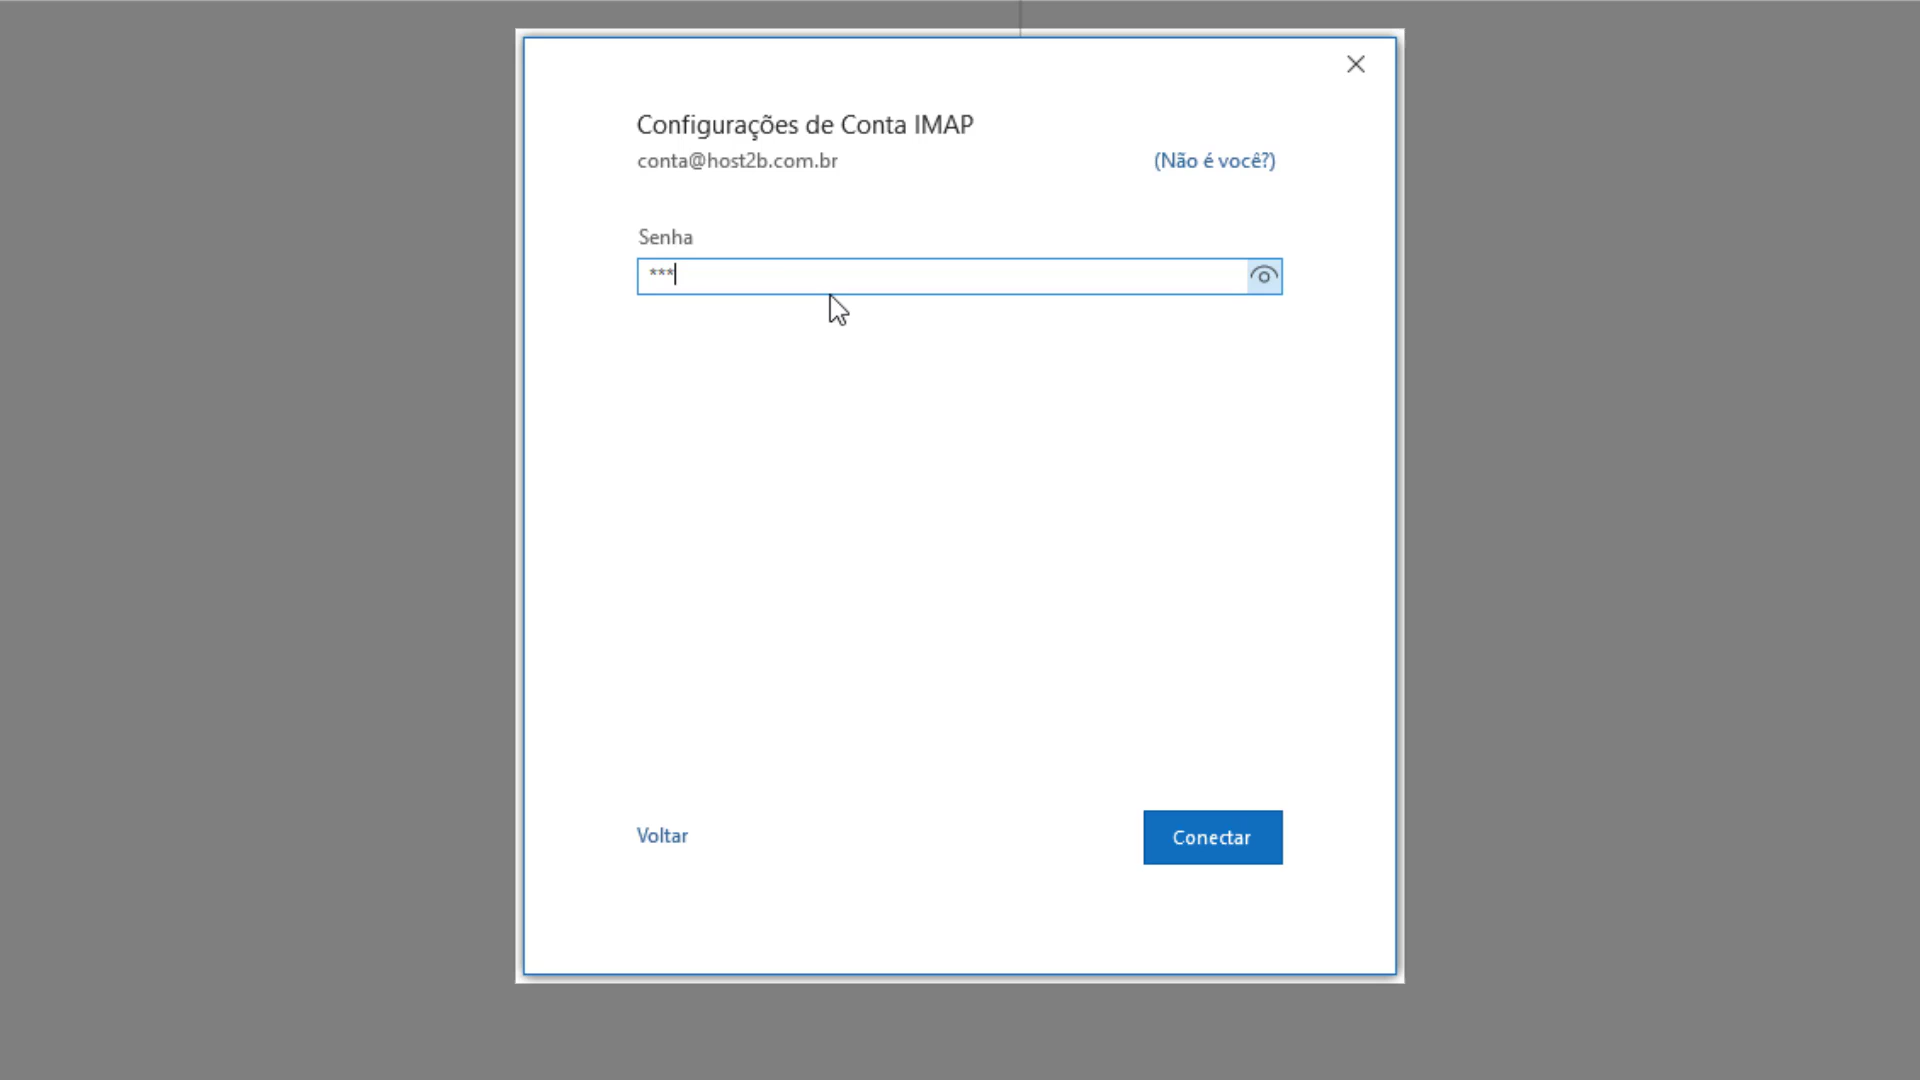 Configurações de Conta IMAP
conta@host2b.com.br
(Não é você?)
Senha
***
Voltar
Conectar